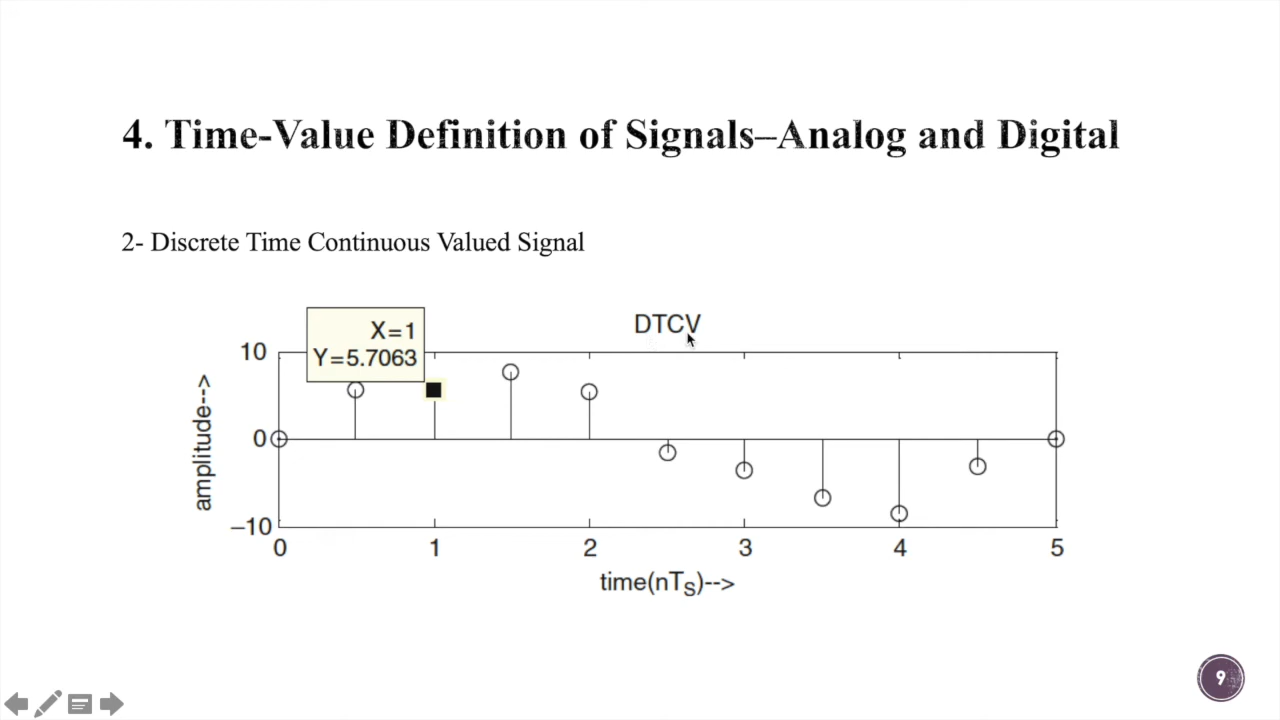 4. Time-Value Definition of Signals–Analog and Digital
2- Discrete Time Continuous Valued Signal
DTCV
X=1
Y=5.7063
10
0
−10
amplitude-->
0 1 2 3 4 5
time(nTs)-->
9